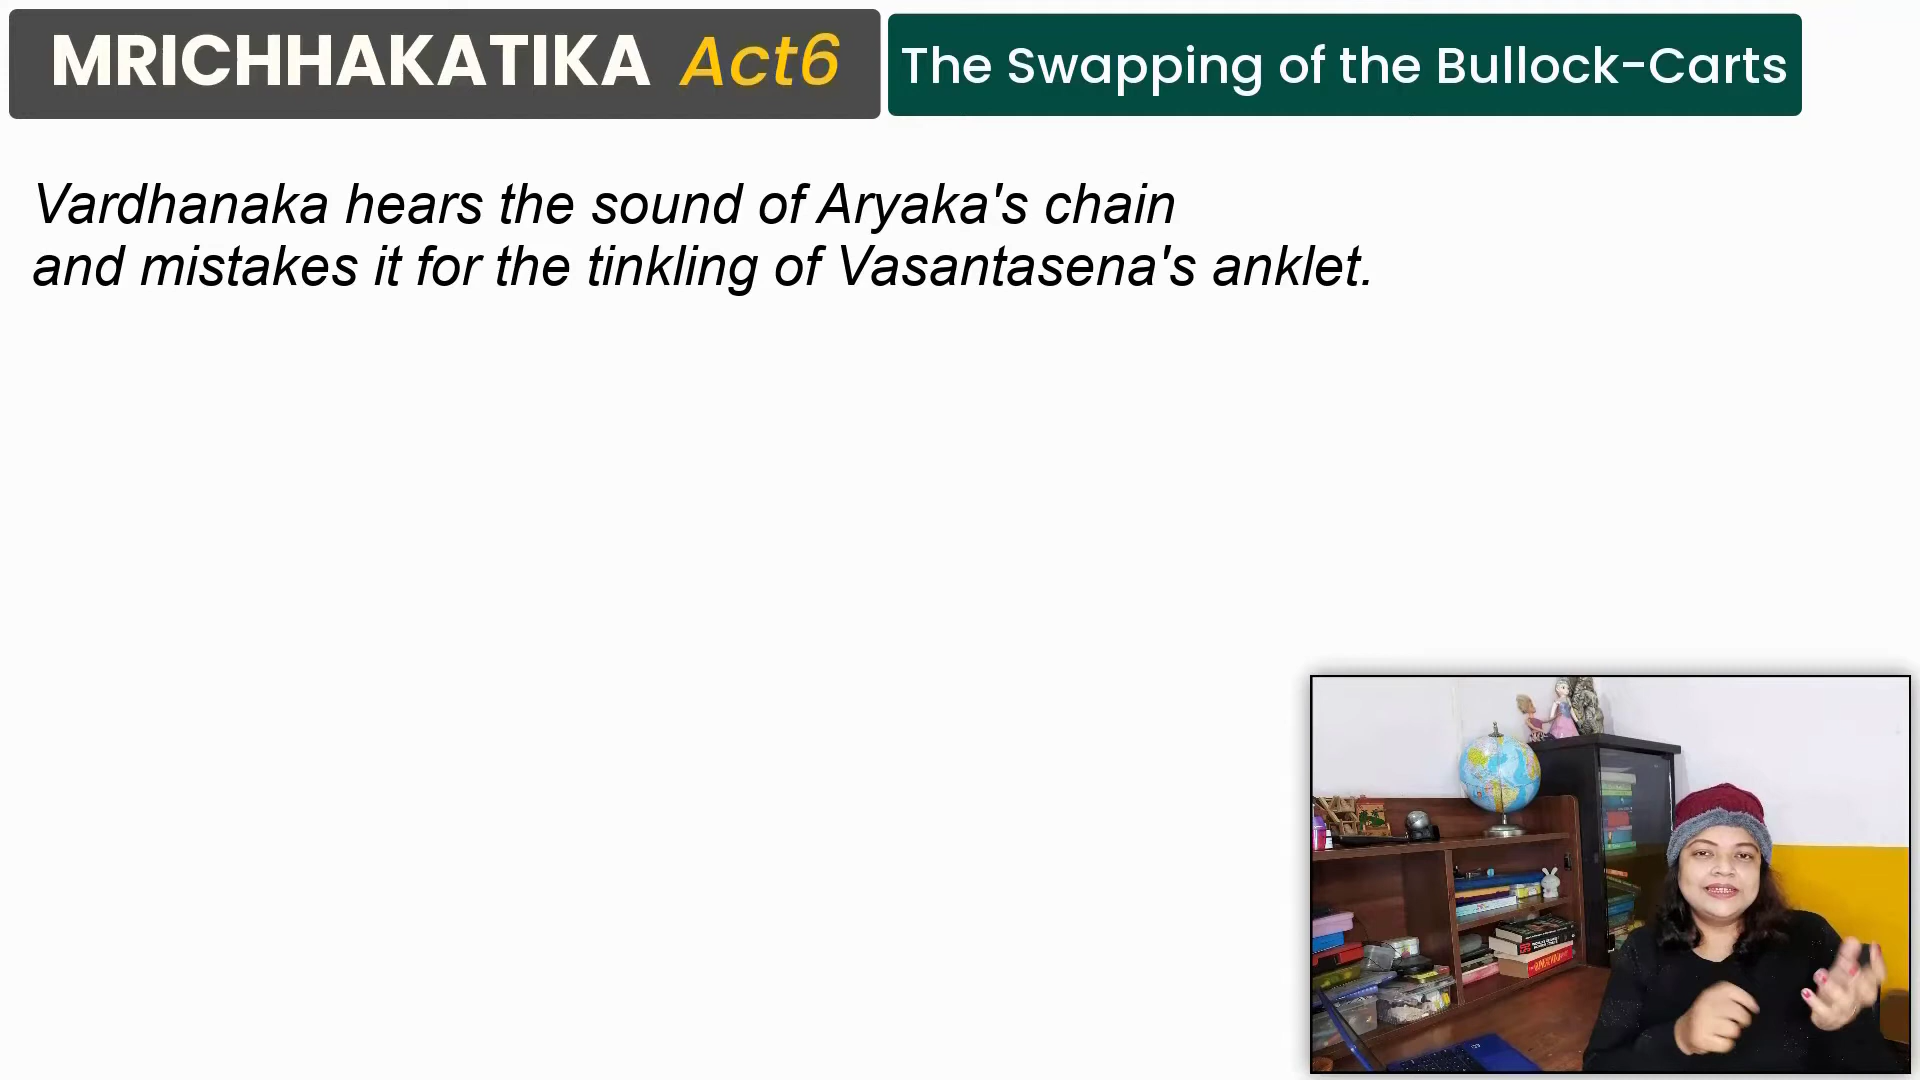 MRICHHAKATIKA Act6
The Swapping of the Bullock-Carts
Vardhanaka hears the sound of Aryaka's chain
and mistakes it for the tinkling of Vasantasena's anklet.